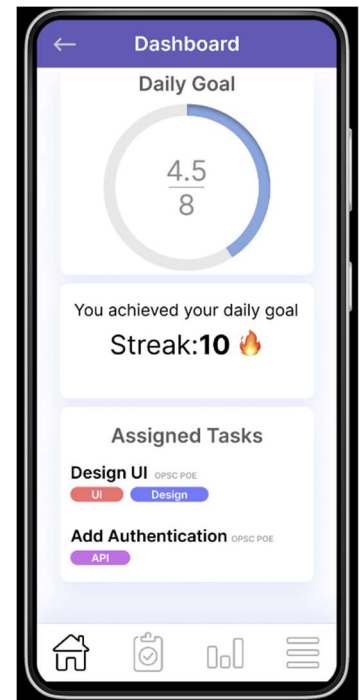 Dashboard
Daily Goal
4.5
8
You achieved your daily goal
Streak:10 🔥
Assigned Tasks
Design UI OPSC POE
UI Design
Add Authentication OPSC POE
API